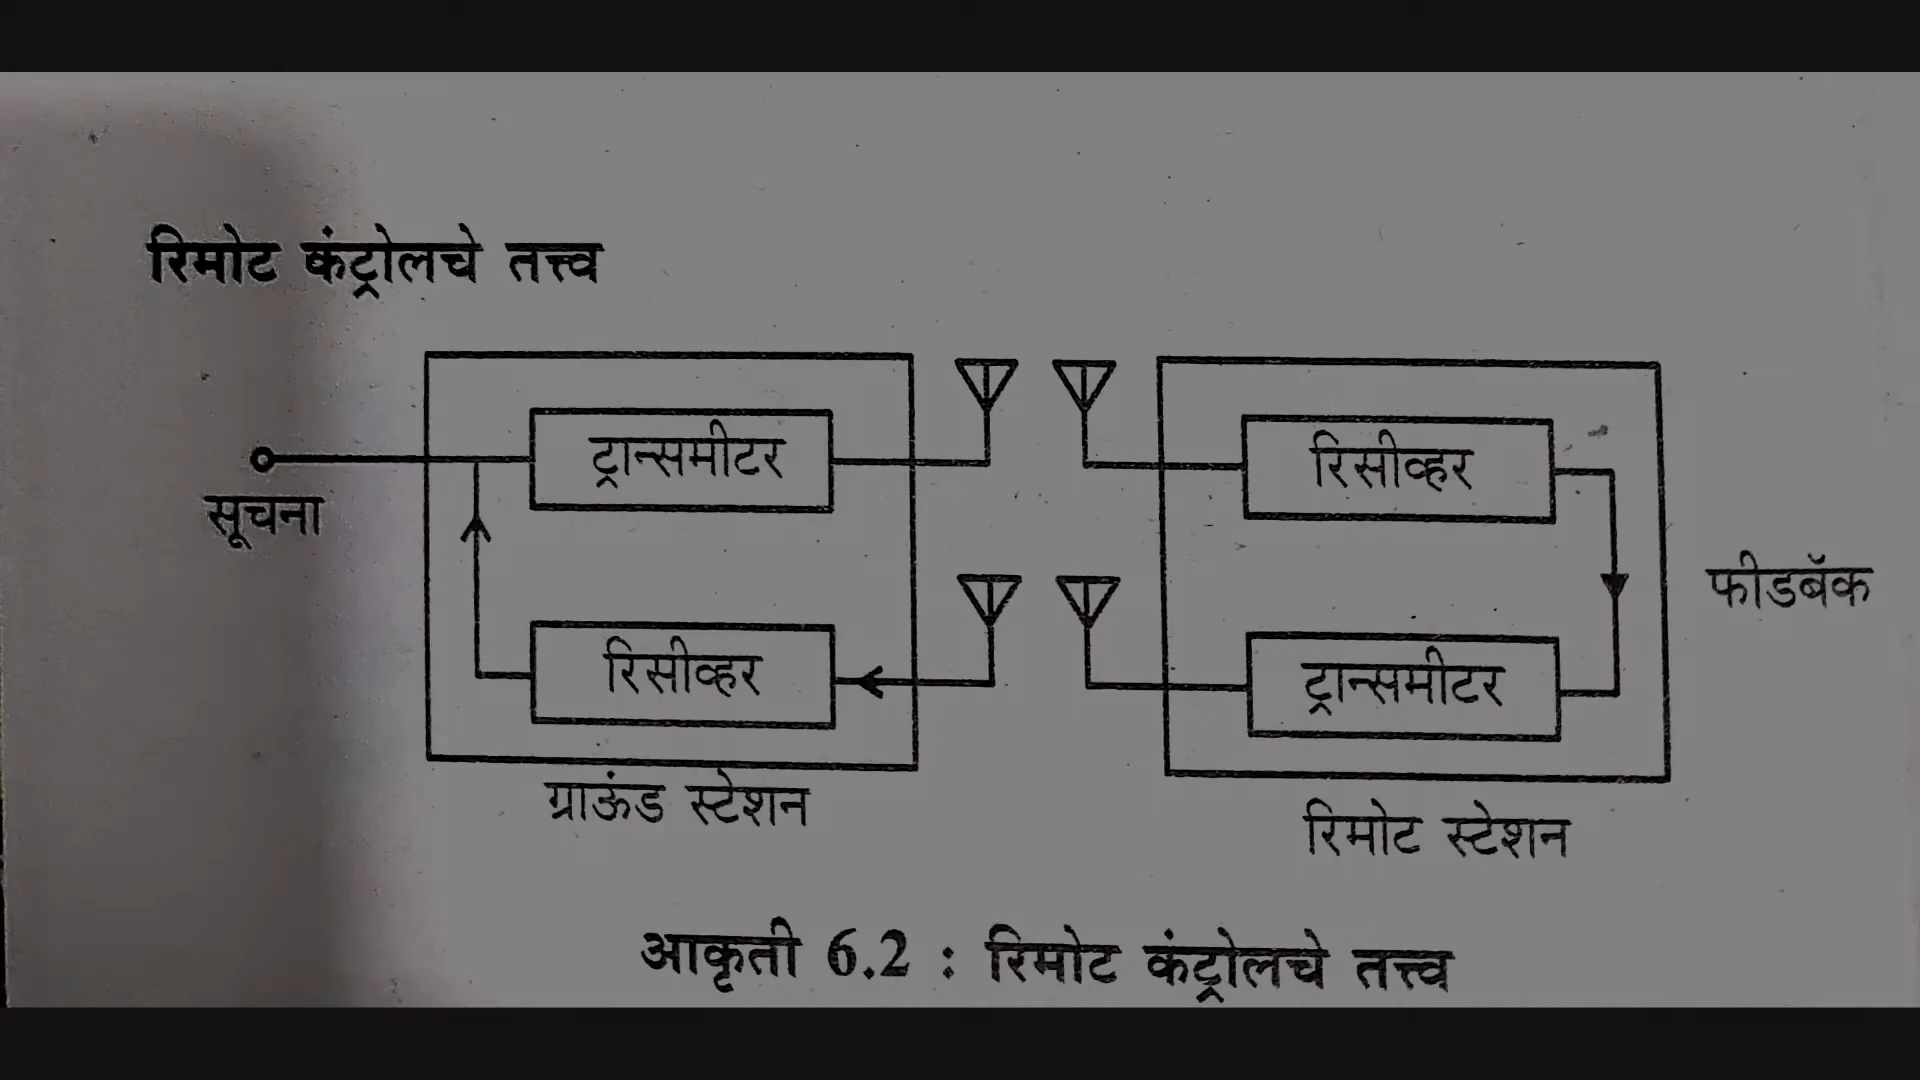 रिमोट कंट्रोलचे तत्त्व
ट्रान्समीटर
रिसीव्हर
सूचना
फीडबॅक
रिसीव्हर
ट्रान्समीटर
ग्राऊंड स्टेशन
रिमोट स्टेशन
आकृती 6.2 : रिमोट कंट्रोलचे तत्त्व